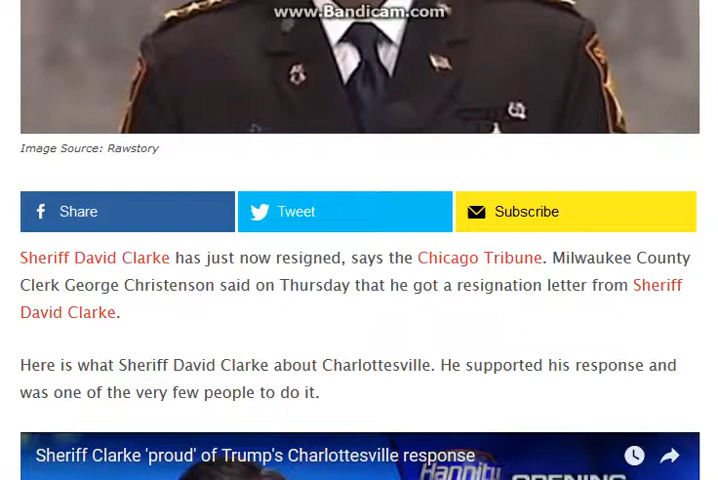 www.Bandicam.com
Image Source: Rawstory
Share
Tweet
Subscribe
Sheriff David Clarke has just now resigned, says the Chicago Tribune. Milwaukee County
Clerk George Christenson said on Thursday that he got a resignation letter from Sheriff
David Clarke.
Here is what Sheriff David Clarke about Charlottesville. He supported his response and
was one of the very few people to do it.
Sheriff Clarke 'proud' of Trump's Charlottesville response
Hannity
OPENING